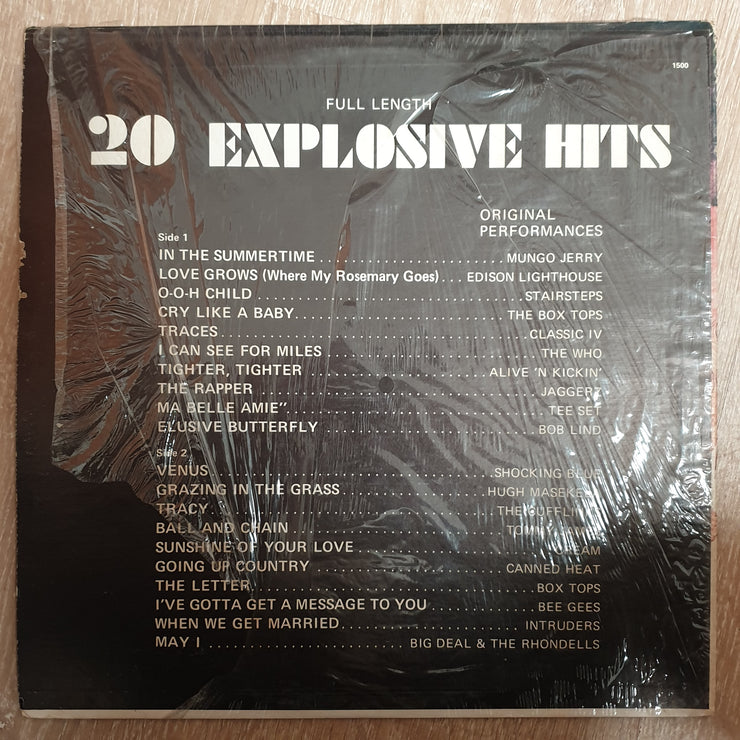 1500
FULL LENGTH
20 EXPLOSIVE HITS
ORIGINAL
PERFORMANCES
Side 1
IN THE SUMMERTIME MUNGO JERRY
LOVE GROWS (Where My Rosemary Goes) EDISON LIGHTHOUSE
O-O-H CHILD STAIRSTEPS
CRY LIKE A BABY THE BOX TOPS
TRACES CLASSIC IV
I CAN SEE FOR MILES THE WHO
TIGHTER, TIGHTER ALIVE 'N KICKIN'
THE RAPPER
MA BELLE AMIE" TEE SET
ELUSIVE BUTTERFLY BOB LIND
Side 2
VENUS SHOCKING BLUE
GRAZING IN THE GRASS HUGH
TRACY THE
BALL AND CHAIN TOMMY
SUNSHINE OF YOUR LOVE CREAM
GOING UP COUNTRY CANNED HEAT
THE LETTER BOX TOPS
I'VE GOTTA GET A MESSAGE TO YOU BEE GEES
WHEN WE GET MARRIED INTRUDERS
MAY I BIG DEAL & THE RHONDELLS